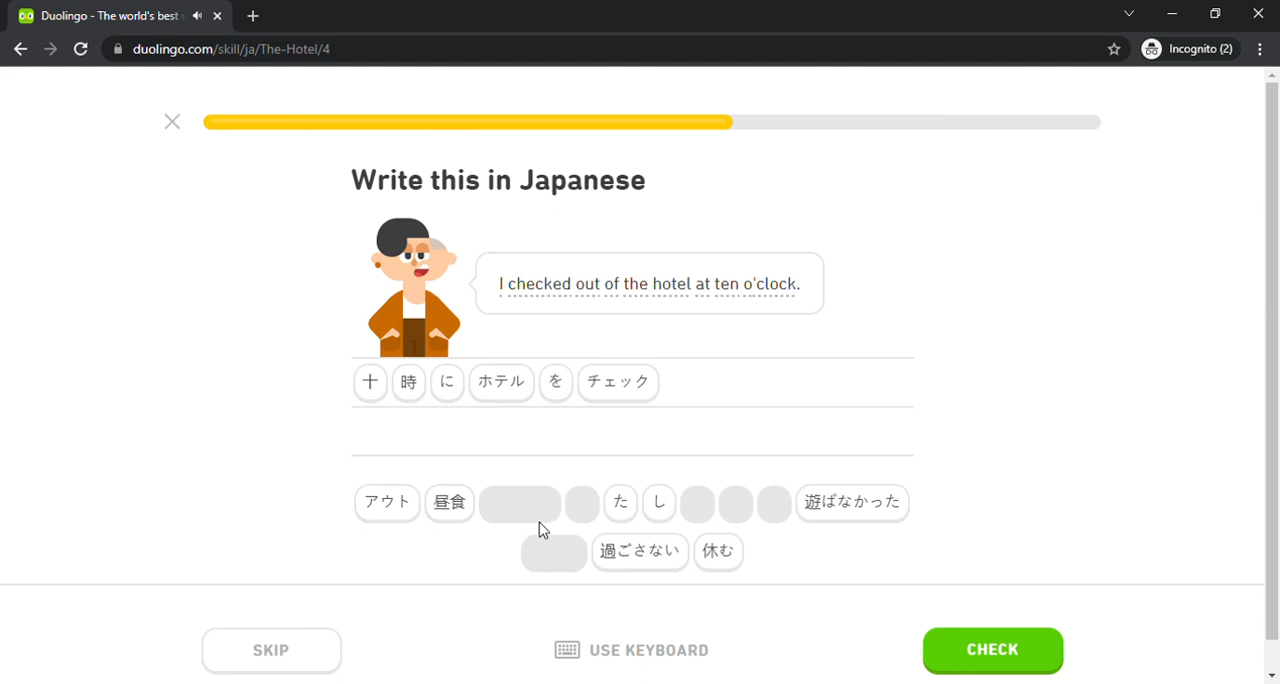 Duolingo - The world's best
duolingo.com/skill/ja/The-Hotel/4
Incognito (2)
Write this in Japanese
I checked out of the hotel at ten o'clock.
十 時 に ホテル を チェック
アウト 昼食 た し 遊ばなかった
過ごさない 休む
SKIP
USE KEYBOARD
CHECK